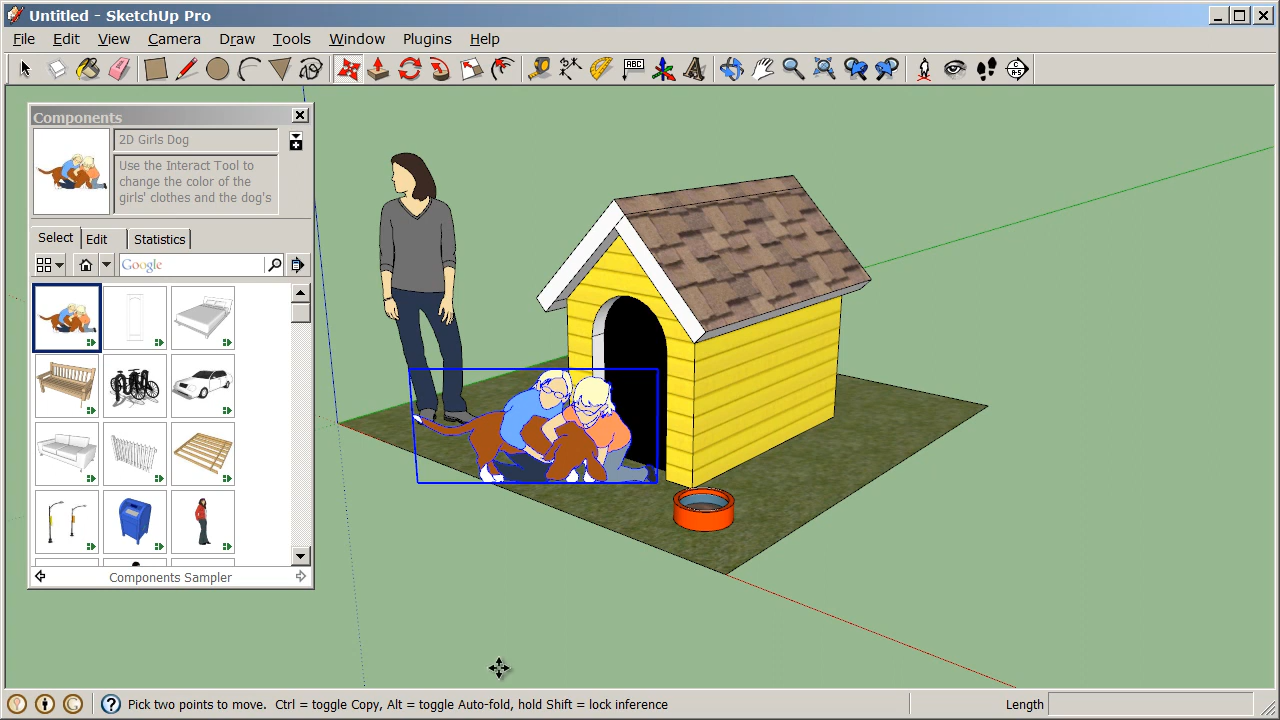 Untitled - SketchUp Pro
File Edit View Camera Draw Tools Window Plugins Help
ABC
A
A-5
Components
2D Girls Dog
Use the Interact Tool to
change the color of the
girls' clothes and the dog's
Select Edit Statistics
Google
Components Sampler
Pick two points to move. Ctrl = toggle Copy, Alt = toggle Auto-fold, hold Shift = lock inference
Length